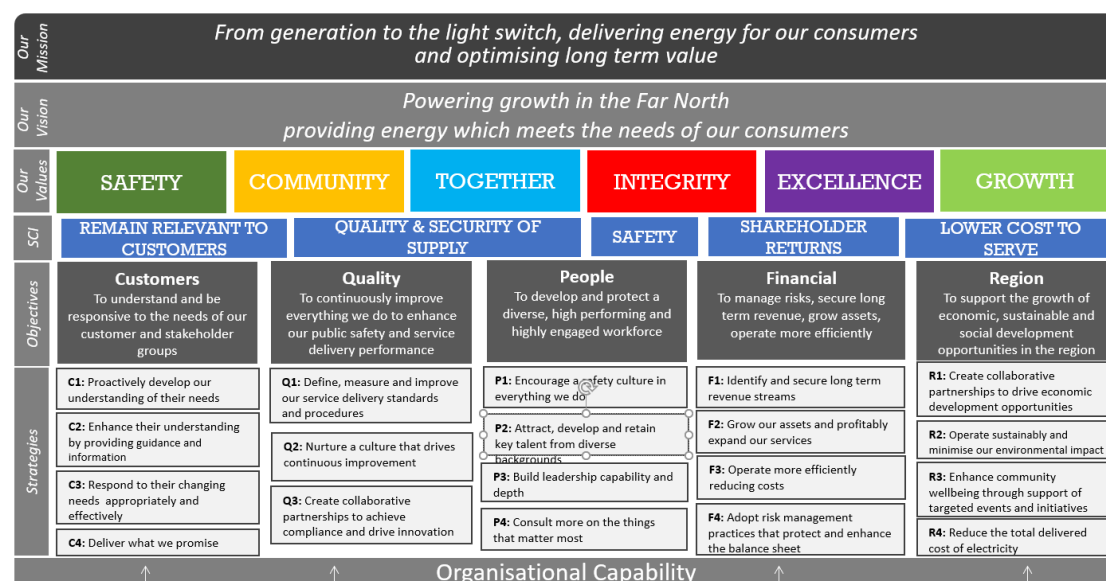 Our
Mission
From generation to the light switch, delivering energy for our consumers
and optimising long term value
Our
Vision
Powering growth in the Far North
providing energy which meets the needs of our consumers
Our
Values
SAFETY
COMMUNITY
TOGETHER
INTEGRITY
EXCELLENCE
GROWTH
SCI
REMAIN RELEVANT TO
CUSTOMERS
QUALITY & SECURITY OF
SUPPLY
SAFETY
SHAREHOLDER
RETURNS
LOWER COST TO
SERVE
Objectives
Customers
To understand and be
responsive to the needs of our
customer and stakeholder
groups
Quality
To continuously improve
everything we do to enhance
our public safety and service
delivery performance
People
To develop and protect a
diverse, high performing and
highly engaged workforce
Financial
To manage risks, secure long
term revenue, grow assets,
operate more efficiently
Region
To support the growth of
economic, sustainable and
social development
opportunities in the region
Strategies
C1: Proactively develop our
understanding of their needs
C2: Enhance their understanding
by providing guidance and
information
C3: Respond to their changing
needs appropriately and
effectively
C4: Deliver what we promise
Q1: Define, measure and improve
our service delivery standards
and procedures
Q2: Nurture a culture that drives
continuous improvement
Q3: Create collaborative
partnerships to achieve
compliance and drive innovation
P1: Encourage a safety culture in
everything we do
P2: Attract, develop and retain
key talent from diverse
backgrounds
P3: Build leadership capability and
depth
P4: Consult more on the things
that matter most
F1: Identify and secure long term
revenue streams
F2: Grow our assets and profitably
expand our services
F3: Operate more efficiently
reducing costs
F4: Adopt risk management
practices that protect and enhance
the balance sheet
R1: Create collaborative
partnerships to drive economic
development opportunities
R2: Operate sustainably and
minimise our environmental impact
R3: Enhance community
wellbeing through support of
targeted events and initiatives
R4: Reduce the total delivered
cost of electricity
Organisational Capability